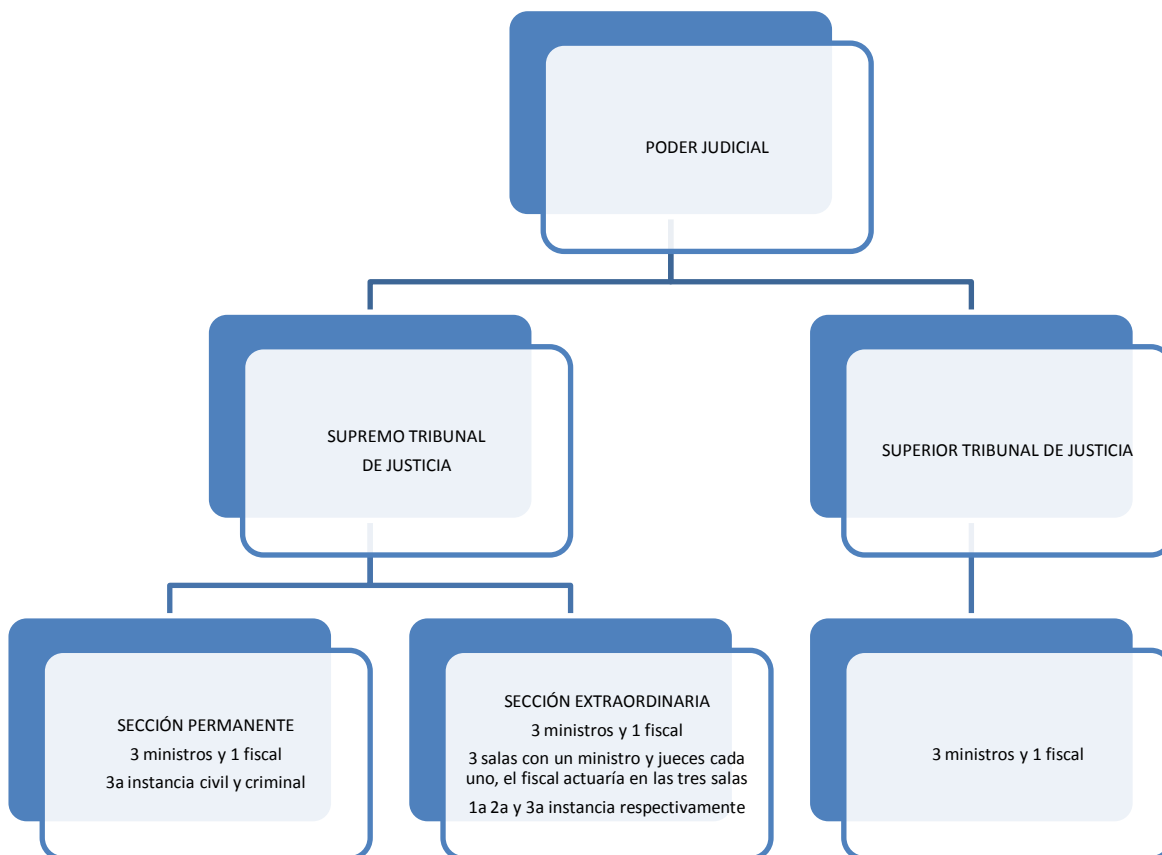 PODER JUDICIAL
SUPREMO TRIBUNAL
DE JUSTICIA
SUPERIOR TRIBUNAL DE JUSTICIA
SECCIÓN PERMANENTE
3 ministros y 1 fiscal
3a instancia civil y criminal
SECCIÓN EXTRAORDINARIA
3 ministros y 1 fiscal
3 salas con un ministro y jueces cada
uno, el fiscal actuaría en las tres salas
1a 2a y 3a instancia respectivamente
3 ministros y 1 fiscal